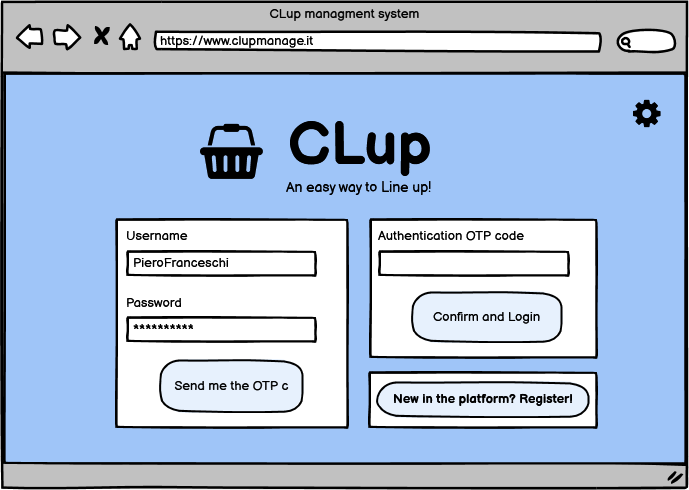 CLup managment system
https://www.clupmanage.it
CLup
An easy way to Line up!
Username
PieroFranceschi
Password
**********
Send me the OTP c
Authentication OTP code
Confirm and Login
New in the platform? Register!